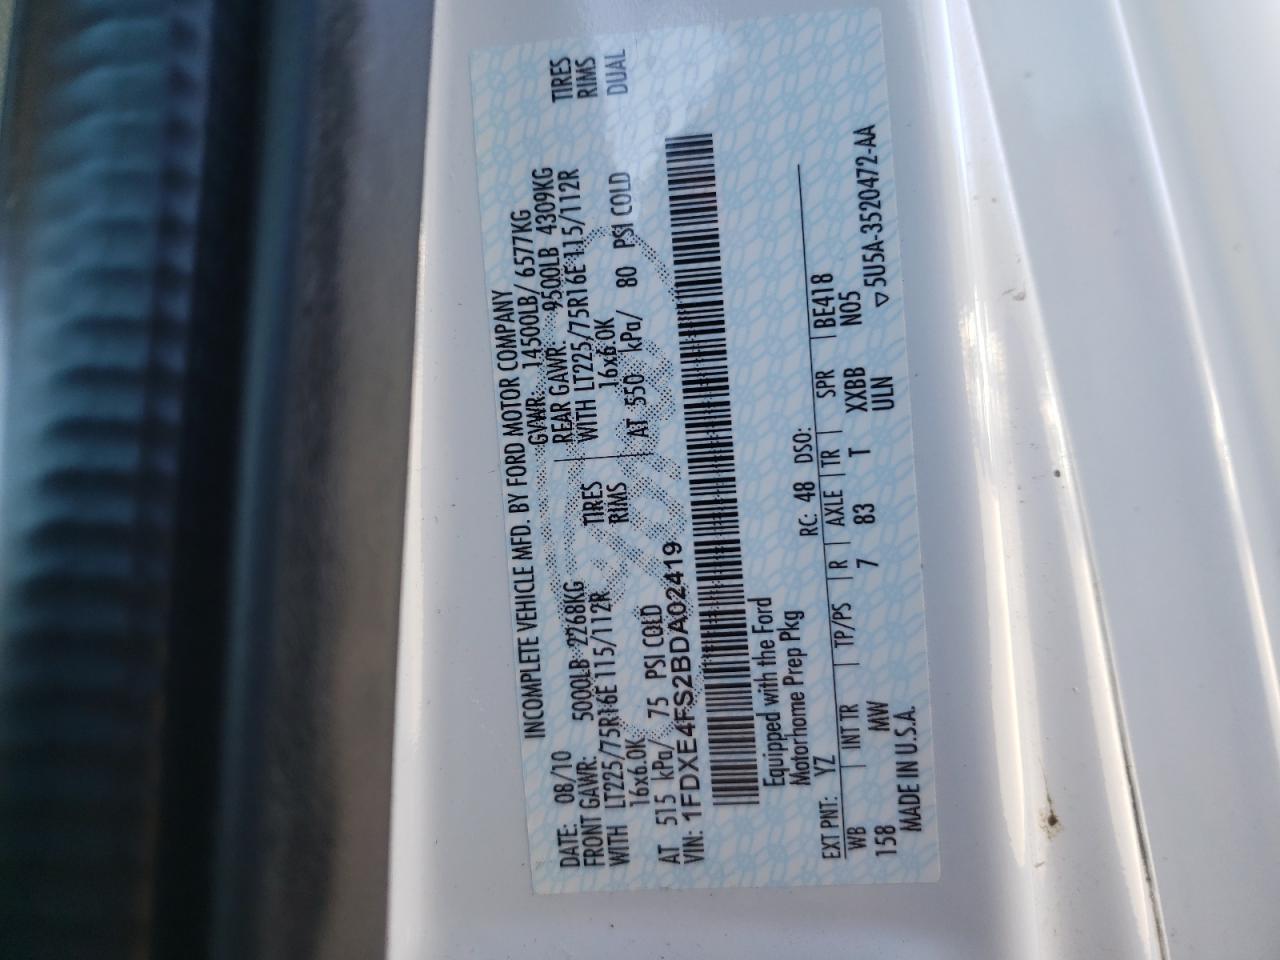 INCOMPLETE VEHICLE MFD. BY FORD MOTOR COMPANY
DATE: 08/10 GVWR: 14500LB/ 6577KG
FRONT GAWR: 5000LB 2268KG REAR GAWR: 9500LB 4309KG
WITH LT225/75R16E 115/112R TIRES WITH LT225/75R16E 115/112R TIRES
16x6.0K RIMS 16x6.0K RIMS
AT 515 kPa/ 75 PSI COLD AT 550 kPa/ 80 PSI COLD DUAL
VIN: 1FDXE4FS2BDA02419
Equipped with the Ford
Motorhome Prep Pkg
RC: 48 DSO:
EXT PNT: YZ
WB INT TR TP/PS R AXLE TR SPR BE418
158 MW 7 83 T XXBB N05
ULN
MADE IN U.S.A. ▽ 5U5A-3520472-AA